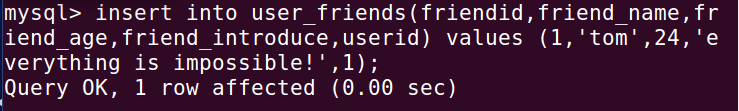 mysql> insert into user_friends(friendid,friend_name,fr
iend_age,friend_introduce,userid) values (1,'tom',24,'e
verything is impossible!',1);
Query OK, 1 row affected (0.00 sec)